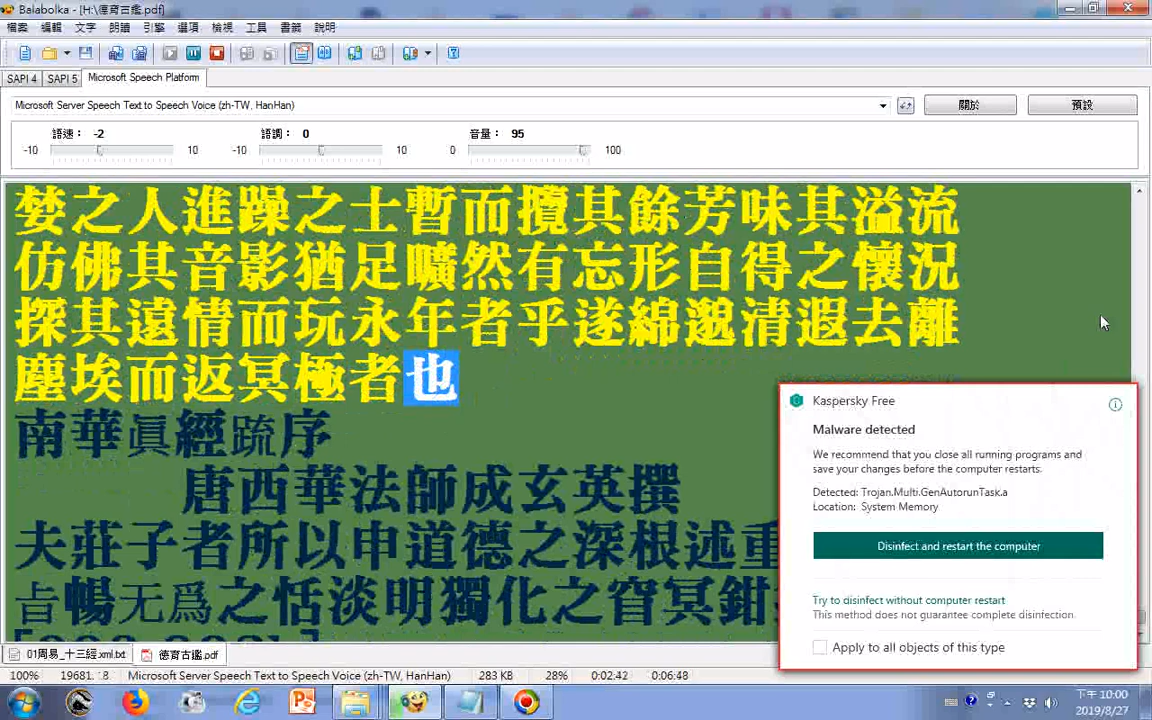 Balabolka - [H:\德育古鑑.pdf]
檔案 編輯 文字 朗讀 引擎 選項 檢視 工具 書籤 說明
SAPI 4 SAPI 5 Microsoft Speech Platform
Microsoft Server Speech Text to Speech Voice (zh-TW, HanHan) 關於 預設
語速: -2 語調: 0 音量: 95
-10 10 -10 10 0 100
婪之人進躁之士暫而攬其餘芳味其溢流
仿佛其音影猶足曠然有忘形自得之懷況
探其遠情而玩永年者乎遂綿邈清遐去離
塵埃而返冥極者也
南華眞經疏序
唐西華法師成玄英撰
夫莊子者所以申道德之深根述重
旨暢无爲之恬淡明獨化之窅冥鉗
Kaspersky Free
Malware detected
We recommend that you close all running programs and
save your changes before the computer restarts.
Detected: Trojan.Multi.GenAutorunTask.a
Location: System Memory
Disinfect and restart the computer
Try to disinfect without computer restart
This method does not guarantee complete disinfection.
Apply to all objects of this type
01周易_十三經.xml.txt 德育古鑑.pdf
100% Microsoft Server Speech Text to Speech Voice (zh-TW, HanHan) 283 KB 28% 0:02:42 0:06:48
下午 10:00
2019/8/27